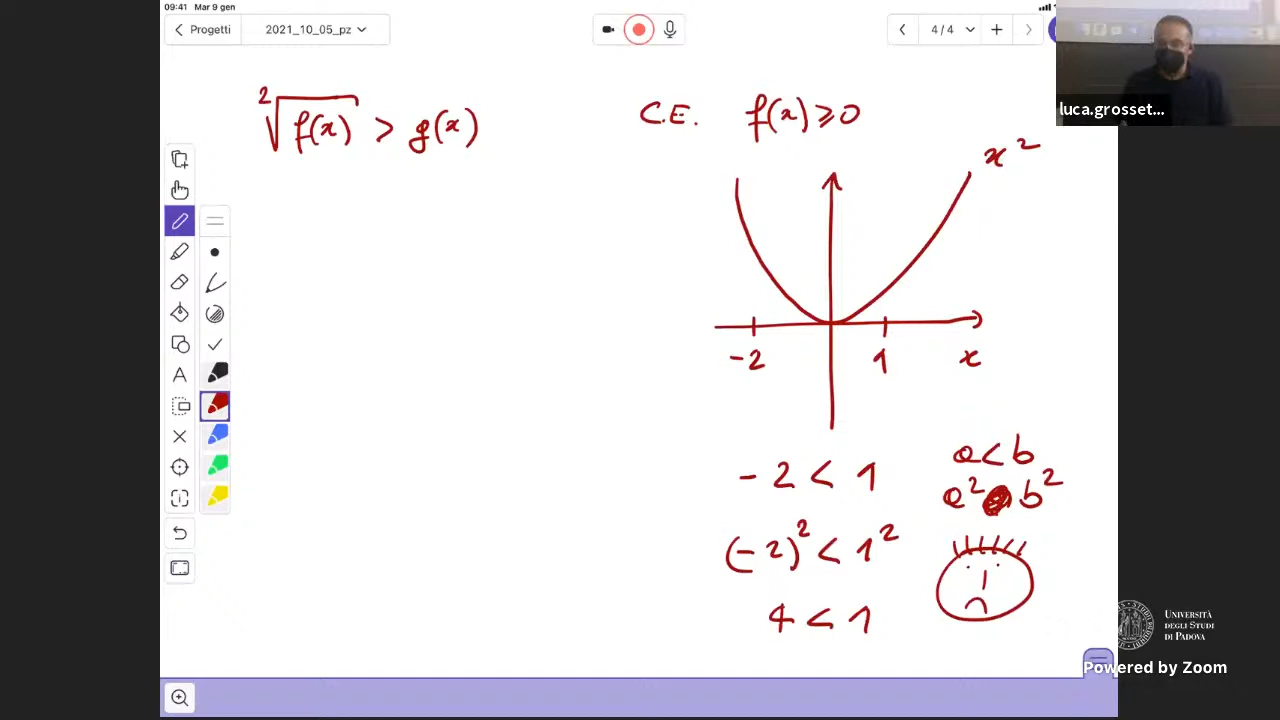 09:41 Mar 9 gen
Progetti
2021_10_05_pz
4/4
luca.grosset...
²√f(x) > g(x)
C.E. f(x) ⩾ 0
x²
-2 1 x
-2 < 1
a < b
a² b²
(-2)² < 1²
4 < 1
A
UNIVERSITÀ
DEGLI STUDI
DI PADOVA
Powered by Zoom